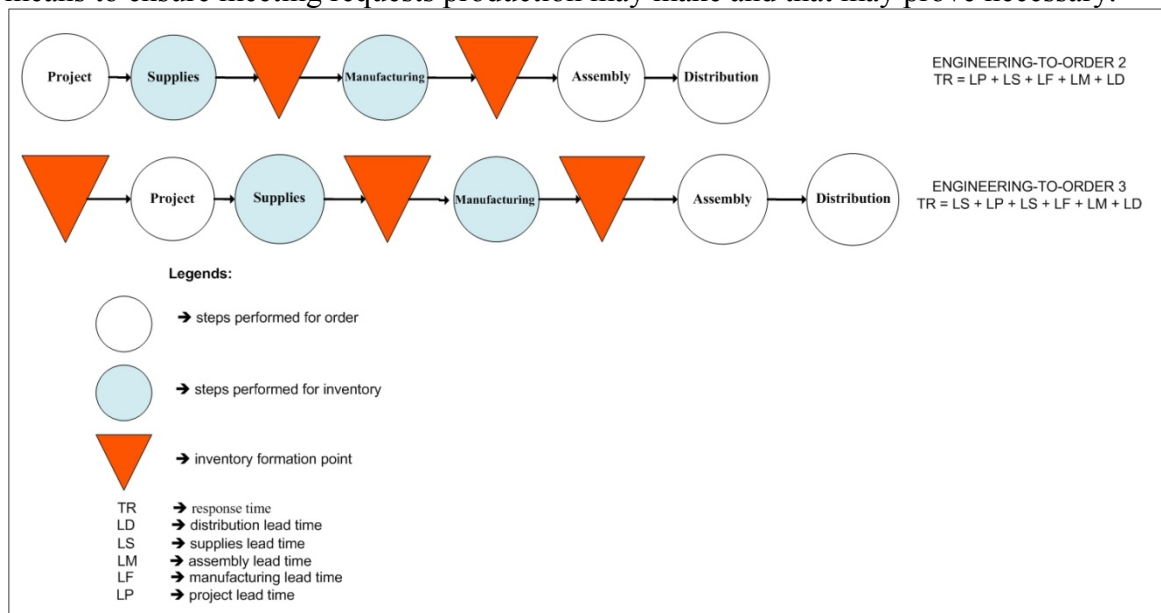 means to ensure meeting requests production may make and that may prove necessary.
Project
Supplies
Manufacturing
Assembly
Distribution
ENGINEERING-TO-ORDER 2
TR = LP + LS + LF + LM + LD
Project
Supplies
Manufacturing
Assembly
Distribution
ENGINEERING-TO-ORDER 3
TR = LS + LP + LS + LF + LM + LD
Legends:
➔ steps performed for order
➔ steps performed for inventory
➔ inventory formation point
TR ➔ response time
LD ➔ distribution lead time
LS ➔ supplies lead time
LM ➔ assembly lead time
LF ➔ manufacturing lead time
LP ➔ project lead time